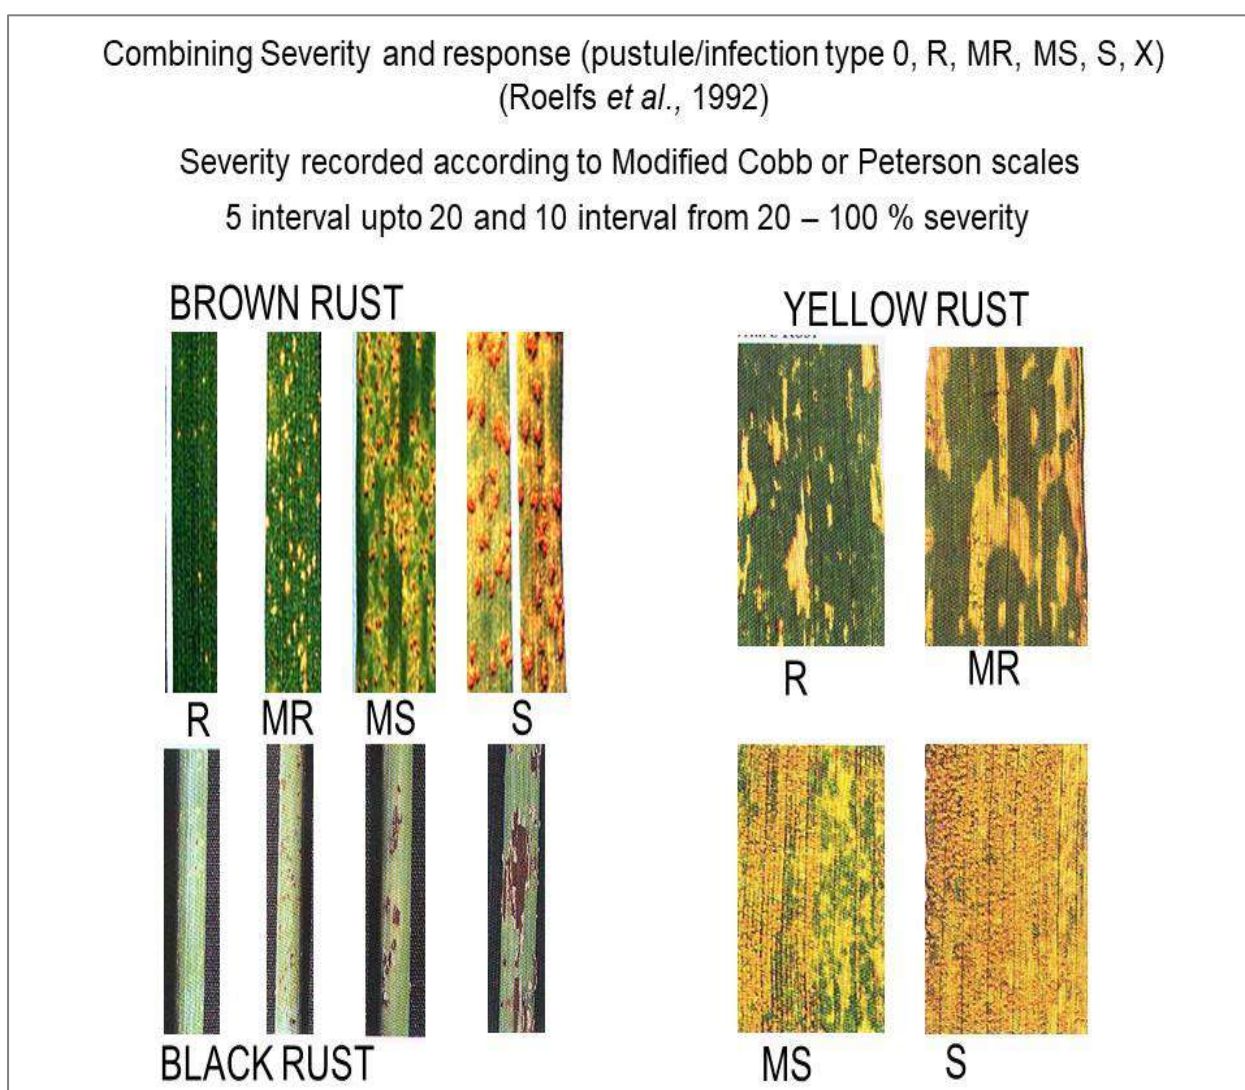 Combining Severity and response (pustule/infection type 0, R, MR, MS, S, X)
(Roelfs et al., 1992)
Severity recorded according to Modified Cobb or Peterson scales
5 interval upto 20 and 10 interval from 20 – 100 % severity
BROWN RUST
YELLOW RUST
R
MR
MS
S
R
MR
BLACK RUST
MS
S